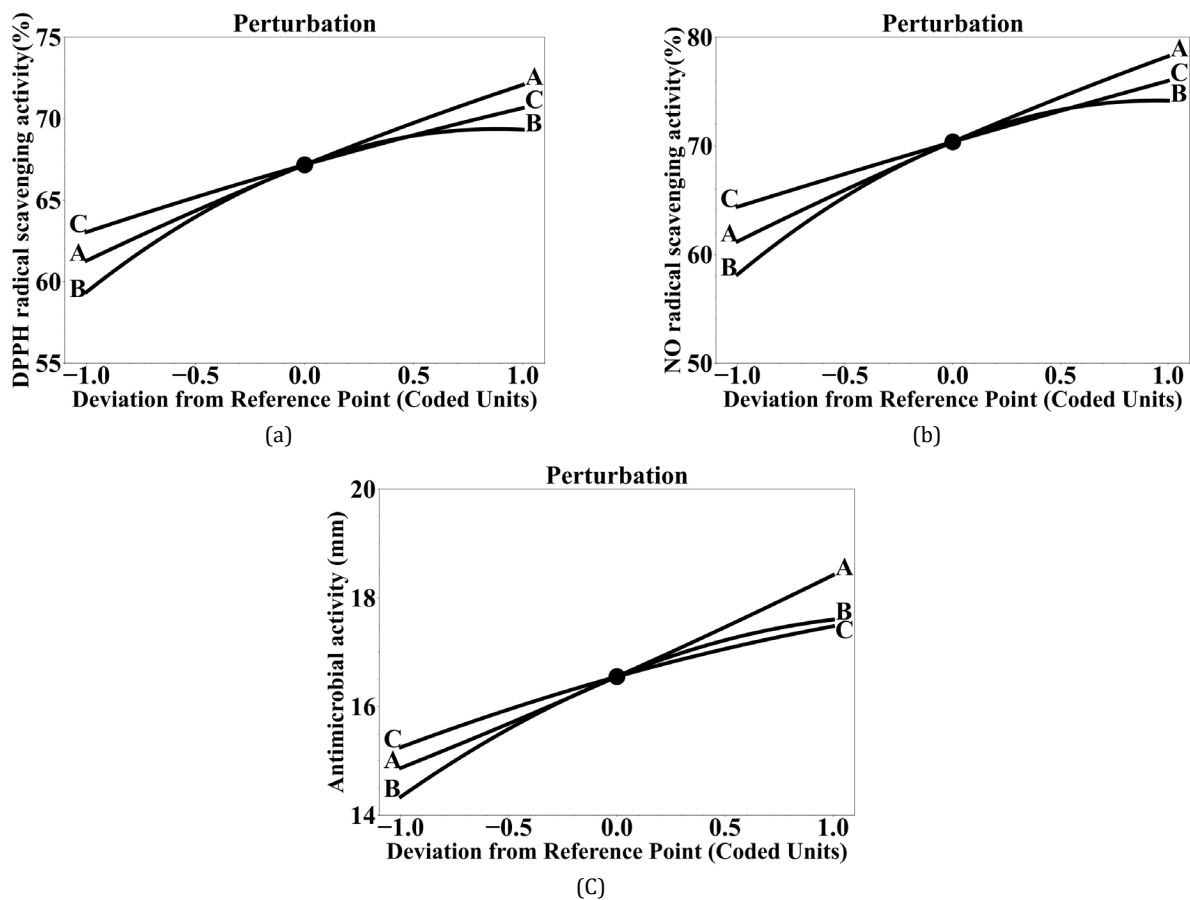 Perturbation
DPPH radical scavenging activity(%)
75
70
65
60
55
A
C
B
C
A
B
−1.0 −0.5 0.0 0.5 1.0
Deviation from Reference Point (Coded Units)
(a)
Perturbation
NO radical scavenging activity(%)
80
70
60
50
A
C
B
C
A
B
−1.0 −0.5 0.0 0.5 1.0
Deviation from Reference Point (Coded Units)
(b)
Perturbation
Antimicrobial activity (mm)
20
18
16
14
A
B
C
C
A
B
−1.0 −0.5 0.0 0.5 1.0
Deviation from Reference Point (Coded Units)
(C)